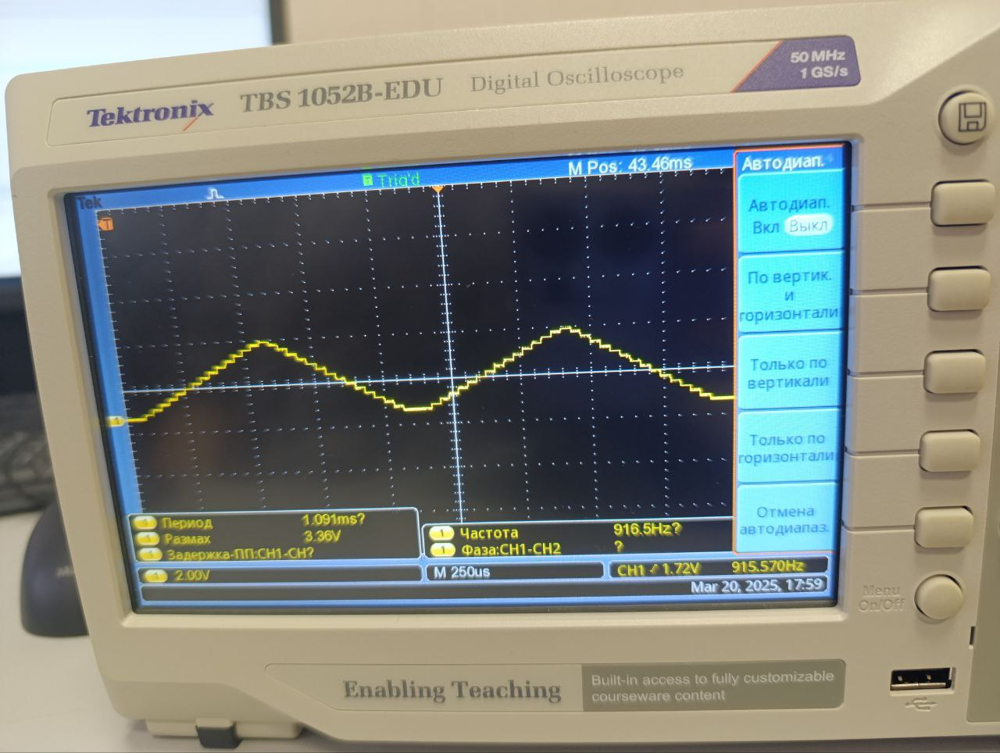 Tektronix TBS 1052B-EDU Digital Oscilloscope
50 MHz
1 GS/s
Tek
Trig'd
M Pos: 43.46ms
T
1
Автодиап.
Автодиап.
Вкл Выкл
По вертик.
и
горизонтали
Только по
вертикали
Только по
горизонтали
Отмена
автодиапаз.
1 Период 1.091ms?
1 Размах 3.36V
1 Задержка-ПП:CH1-CH?
1 Частота 916.5Hz?
1 Фаза:CH1-CH2 ?
1 2.00V
M 250us
CH1 1.72V 915.570Hz
Mar 20, 2025, 17:59
Menu
On/Off
Enabling Teaching
Built-in access to fully customizable
courseware content